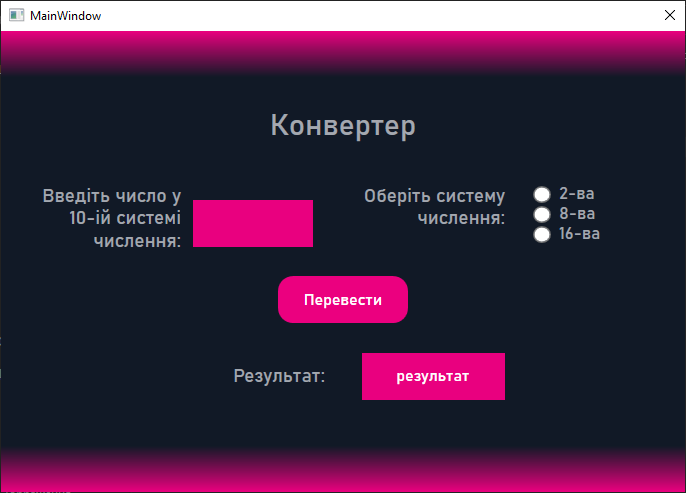 MainWindow
Конвертер
Введіть число у
10-ій системі
числення:
Оберіть систему
числення:
2-ва
8-ва
16-ва
Перевести
Результат:
результат